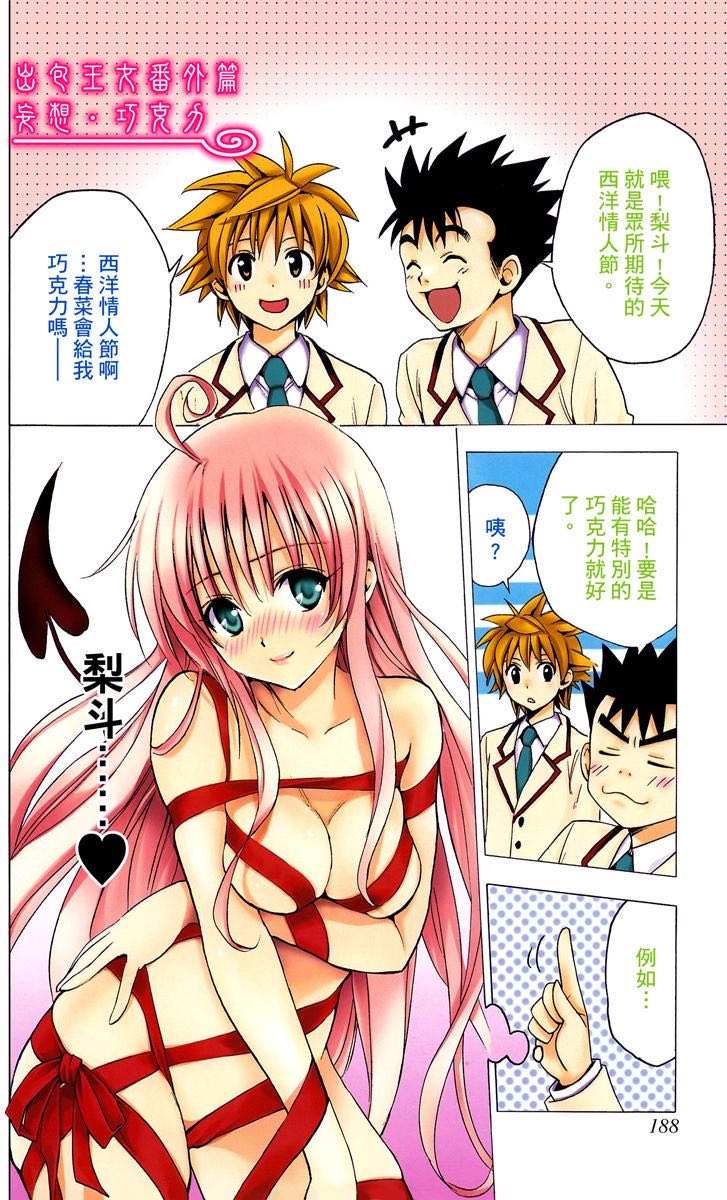 出包王女番外篇
妄想·巧克力
喂！梨斗！今天
就是眾所期待的
西洋情人節。
西洋情人節啊
…春菜會給我
巧克力嗎——
哈哈！要是
能有特別的
巧克力就好
了。
咦？
例如…
梨斗………♥
188